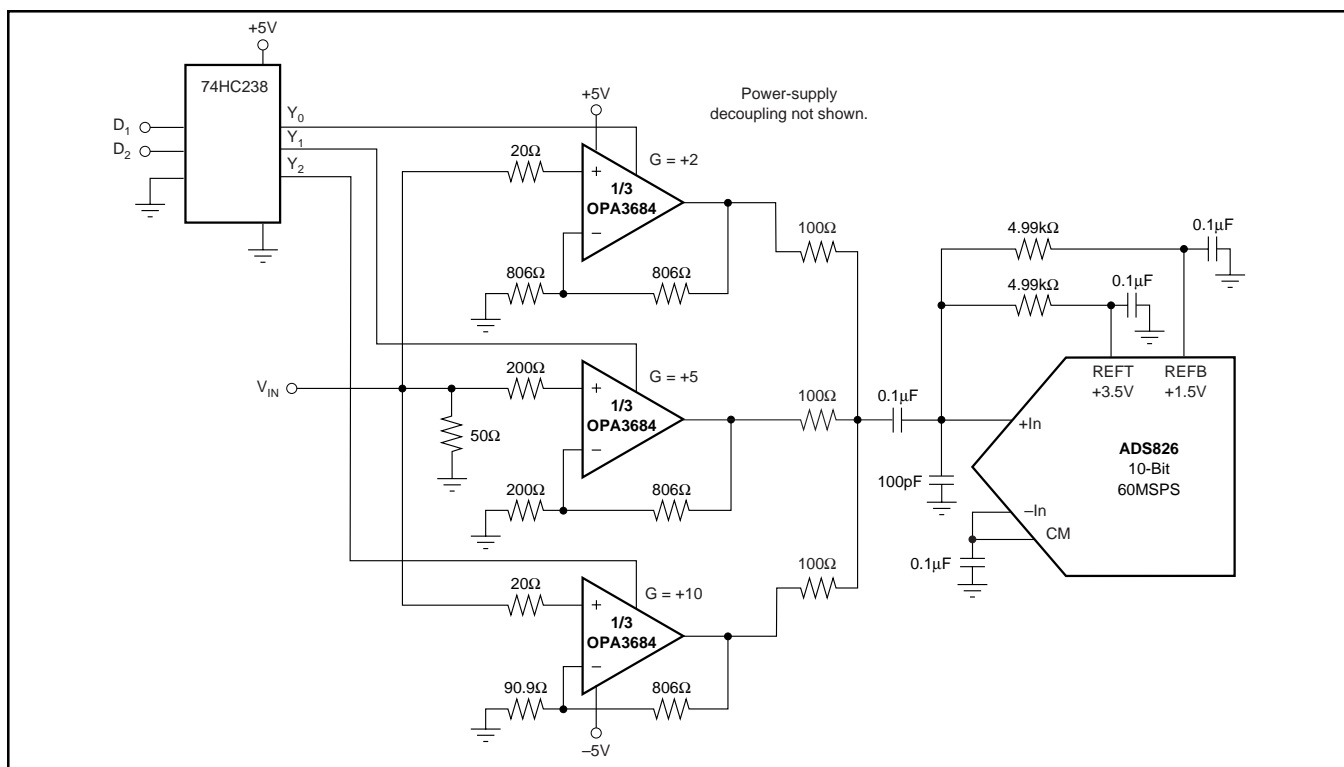 +5V
74HC238
D1
D2
Y0
Y1
Y2
+5V
Power-supply
decoupling not shown.
20Ω
G = +2
+
1/3
OPA3684
–
806Ω
806Ω
100Ω
4.99kΩ
0.1µF
4.99kΩ
0.1µF
VIN
50Ω
200Ω
G = +5
+
1/3
OPA3684
–
200Ω
806Ω
100Ω
0.1µF
100pF
REFT
+3.5V
REFB
+1.5V
+In
ADS826
10-Bit
60MSPS
–In
CM
0.1µF
20Ω
G = +10
+
1/3
OPA3684
–
90.9Ω
806Ω
100Ω
–5V